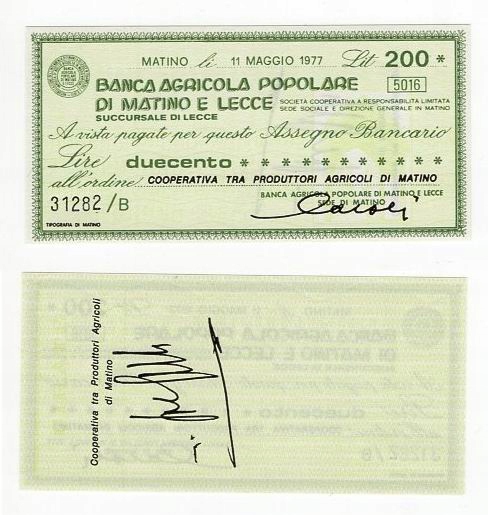 MATINO li 11 MAGGIO 1977 Lit 200 *
BANCA AGRICOLA POPOLARE
5016
DI MATINO E LECCE
SOCIETÀ COOPERATIVA A RESPONSABILITÀ LIMITATA
SEDE SOCIALE E DIREZIONE GENERALE IN MATINO
SUCCURSALE DI LECCE
A vista pagate per questo Assegno Bancario
Lire duecento * * * * * * * * * * *
all'ordine COOPERATIVA TRA PRODUTTORI AGRICOLI DI MATINO
31282/B
BANCA AGRICOLA POPOLARE DI MATINO E LECCE
SEDE DI MATINO
TIPOGRAFIA DI MATINO
Cooperativa tra Produttori Agricoli
di Matino